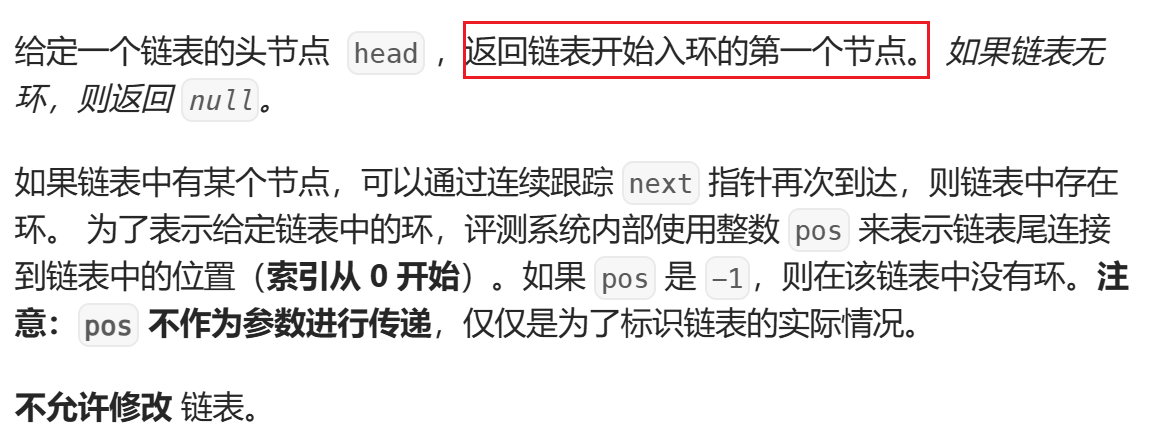 给定一个链表的头节点 head ，返回链表开始入环的第一个节点。 如果链表无
环，则返回 null。
如果链表中有某个节点，可以通过连续跟踪 next 指针再次到达，则链表中存在
环。 为了表示给定链表中的环，评测系统内部使用整数 pos 来表示链表尾连接
到链表中的位置（索引从 0 开始）。如果 pos 是 -1，则在该链表中没有环。注
意：pos 不作为参数进行传递，仅仅是为了标识链表的实际情况。
不允许修改 链表。